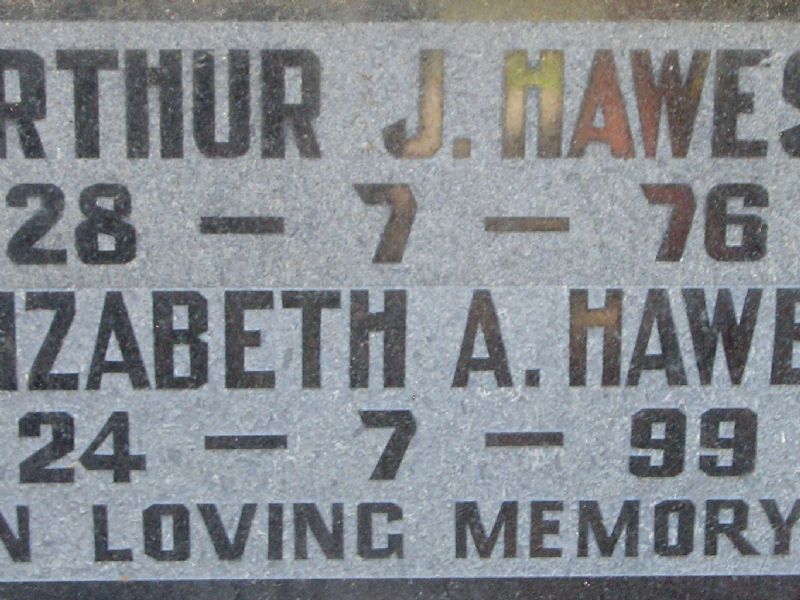 RTHUR J. HAWES
28 - 7 - 76
IZABETH A. HAWE
24 - 7 - 99
N LOVING MEMORY